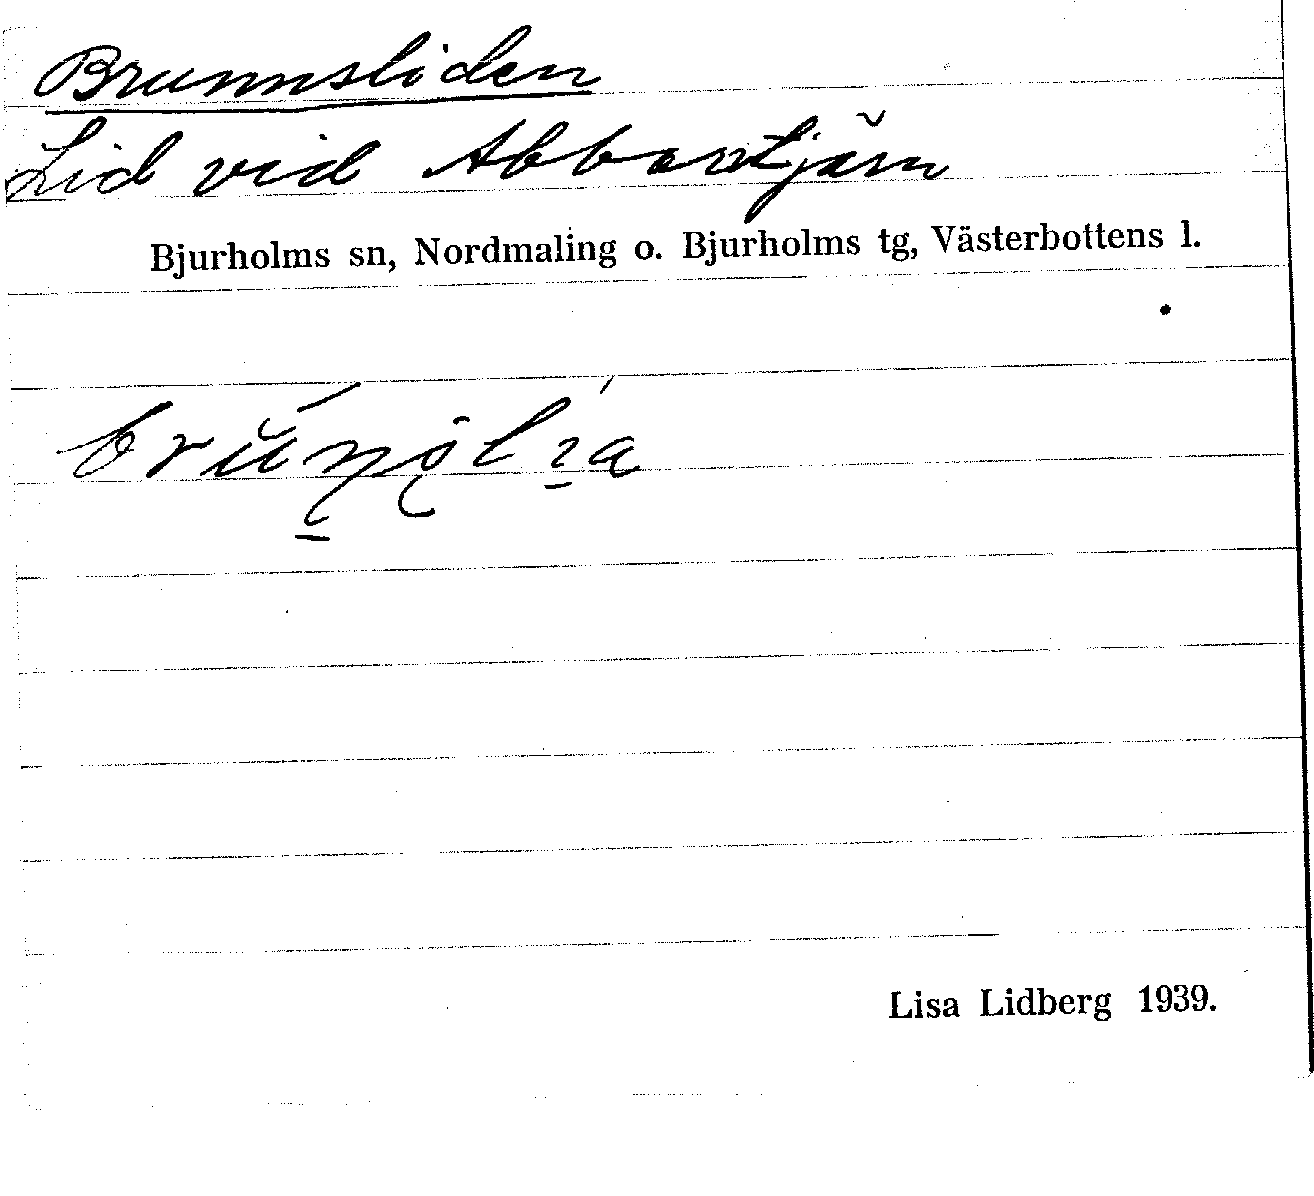 Brunnsliden
Lid vid Abborrtjärn
Bjurholms sn, Nordmaling o. Bjurholms tg, Västerbottens l.
Lisa Lidberg 1939.